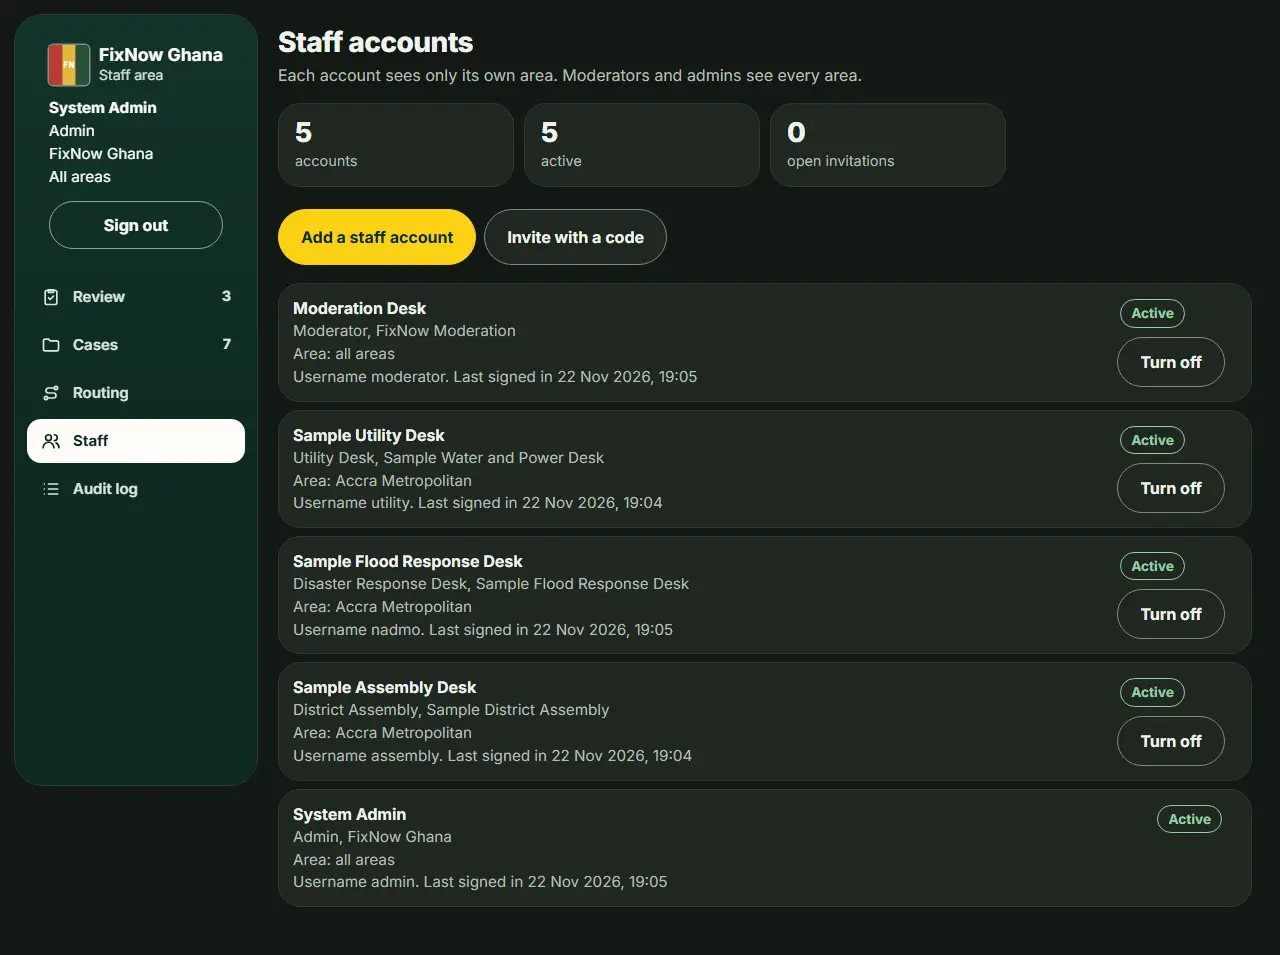 FN
FixNow Ghana
Staff area
System Admin
Admin
FixNow Ghana
All areas
Sign out
Review 3
Cases 7
Routing
Staff
Audit log
Staff accounts
Each account sees only its own area. Moderators and admins see every area.
5
accounts
5
active
0
open invitations
Add a staff account
Invite with a code
Moderation Desk
Moderator, FixNow Moderation
Area: all areas
Username moderator. Last signed in 22 Nov 2026, 19:05
Active
Turn off
Sample Utility Desk
Utility Desk, Sample Water and Power Desk
Area: Accra Metropolitan
Username utility. Last signed in 22 Nov 2026, 19:04
Active
Turn off
Sample Flood Response Desk
Disaster Response Desk, Sample Flood Response Desk
Area: Accra Metropolitan
Username nadmo. Last signed in 22 Nov 2026, 19:05
Active
Turn off
Sample Assembly Desk
District Assembly, Sample District Assembly
Area: Accra Metropolitan
Username assembly. Last signed in 22 Nov 2026, 19:04
Active
Turn off
System Admin
Admin, FixNow Ghana
Area: all areas
Username admin. Last signed in 22 Nov 2026, 19:05
Active